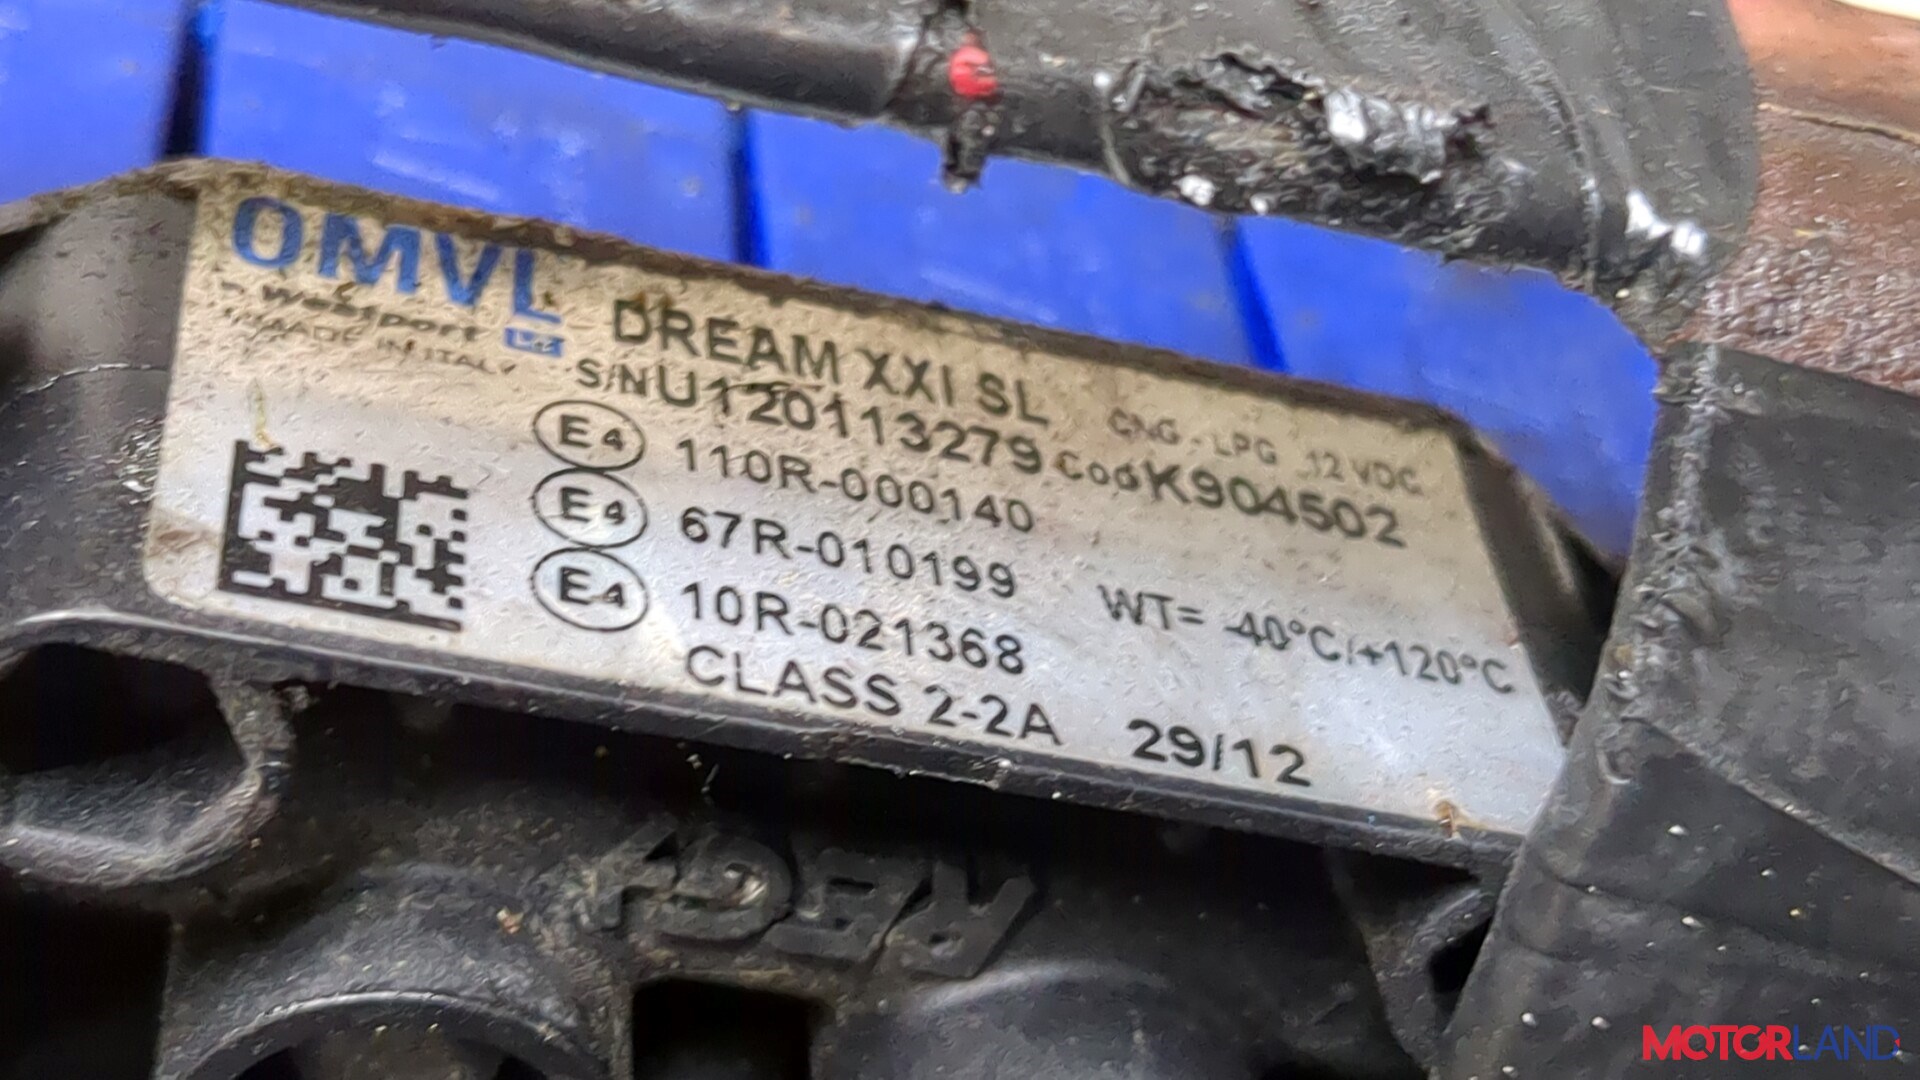 OMVL
Westport
MADE IN ITALY
DREAM XXI SL CNG - LPG 12 VDC
S/N U120113279 Cod K904502
E4 110R-000140
E4 67R-010199 WT= -40°C/+120°C
E4 10R-021368
CLASS 2-2A 29/12
MOTORLAND